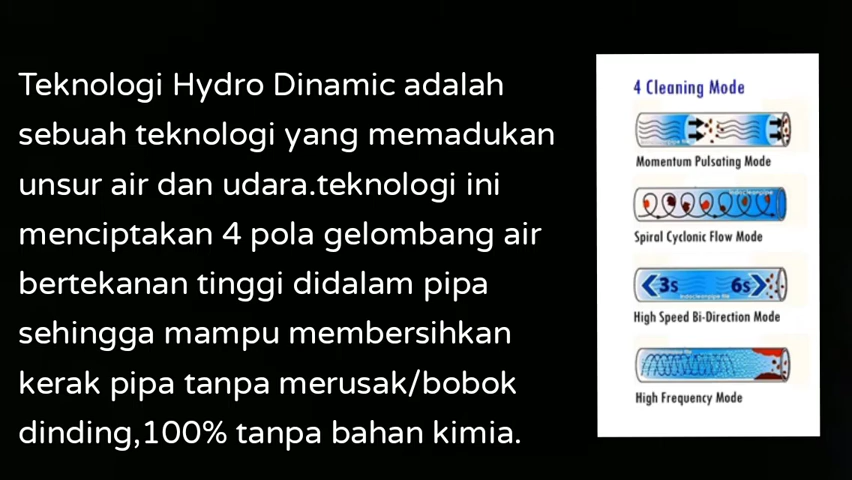 Teknologi Hydro Dinamic adalah
sebuah teknologi yang memadukan
unsur air dan udara.teknologi ini
menciptakan 4 pola gelombang air
bertekanan tinggi didalam pipa
sehingga mampu membersihkan
kerak pipa tanpa merusak/bobok
dinding,100% tanpa bahan kimia.
4 Cleaning Mode
Momentum Pulsating Mode
Spiral Cyclonic Flow Mode
3s 6s
High Speed Bi-Direction Mode
High Frequency Mode